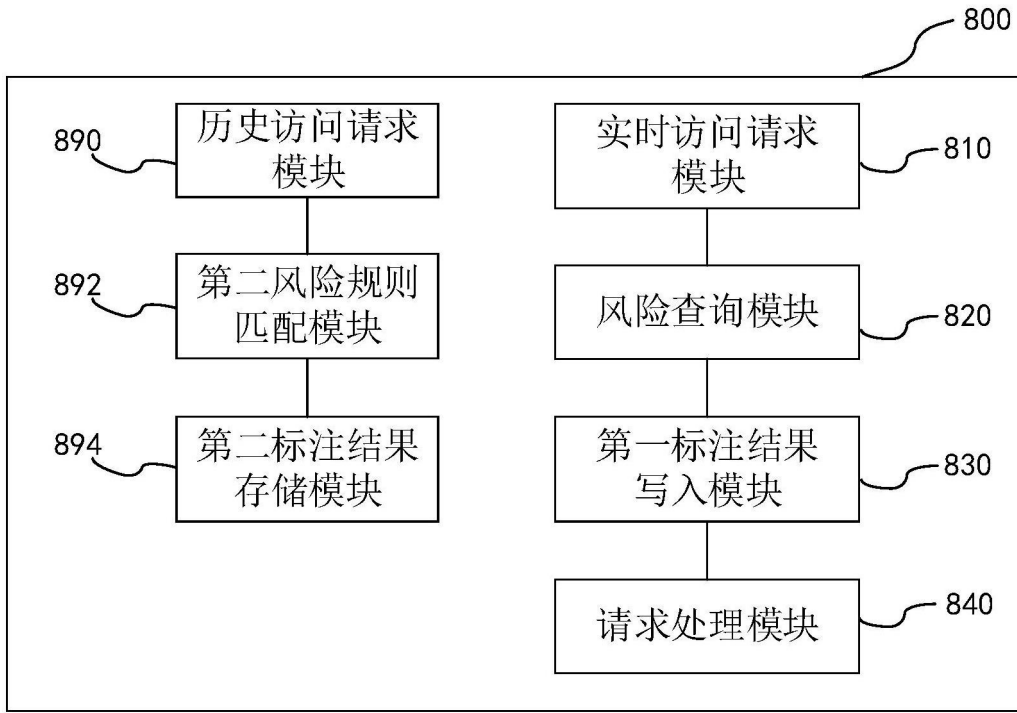 800
890
历史访问请求
模块
892
第二风险规则
匹配模块
894
第二标注结果
存储模块
实时访问请求
模块
810
风险查询模块
820
第一标注结果
写入模块
830
请求处理模块
840